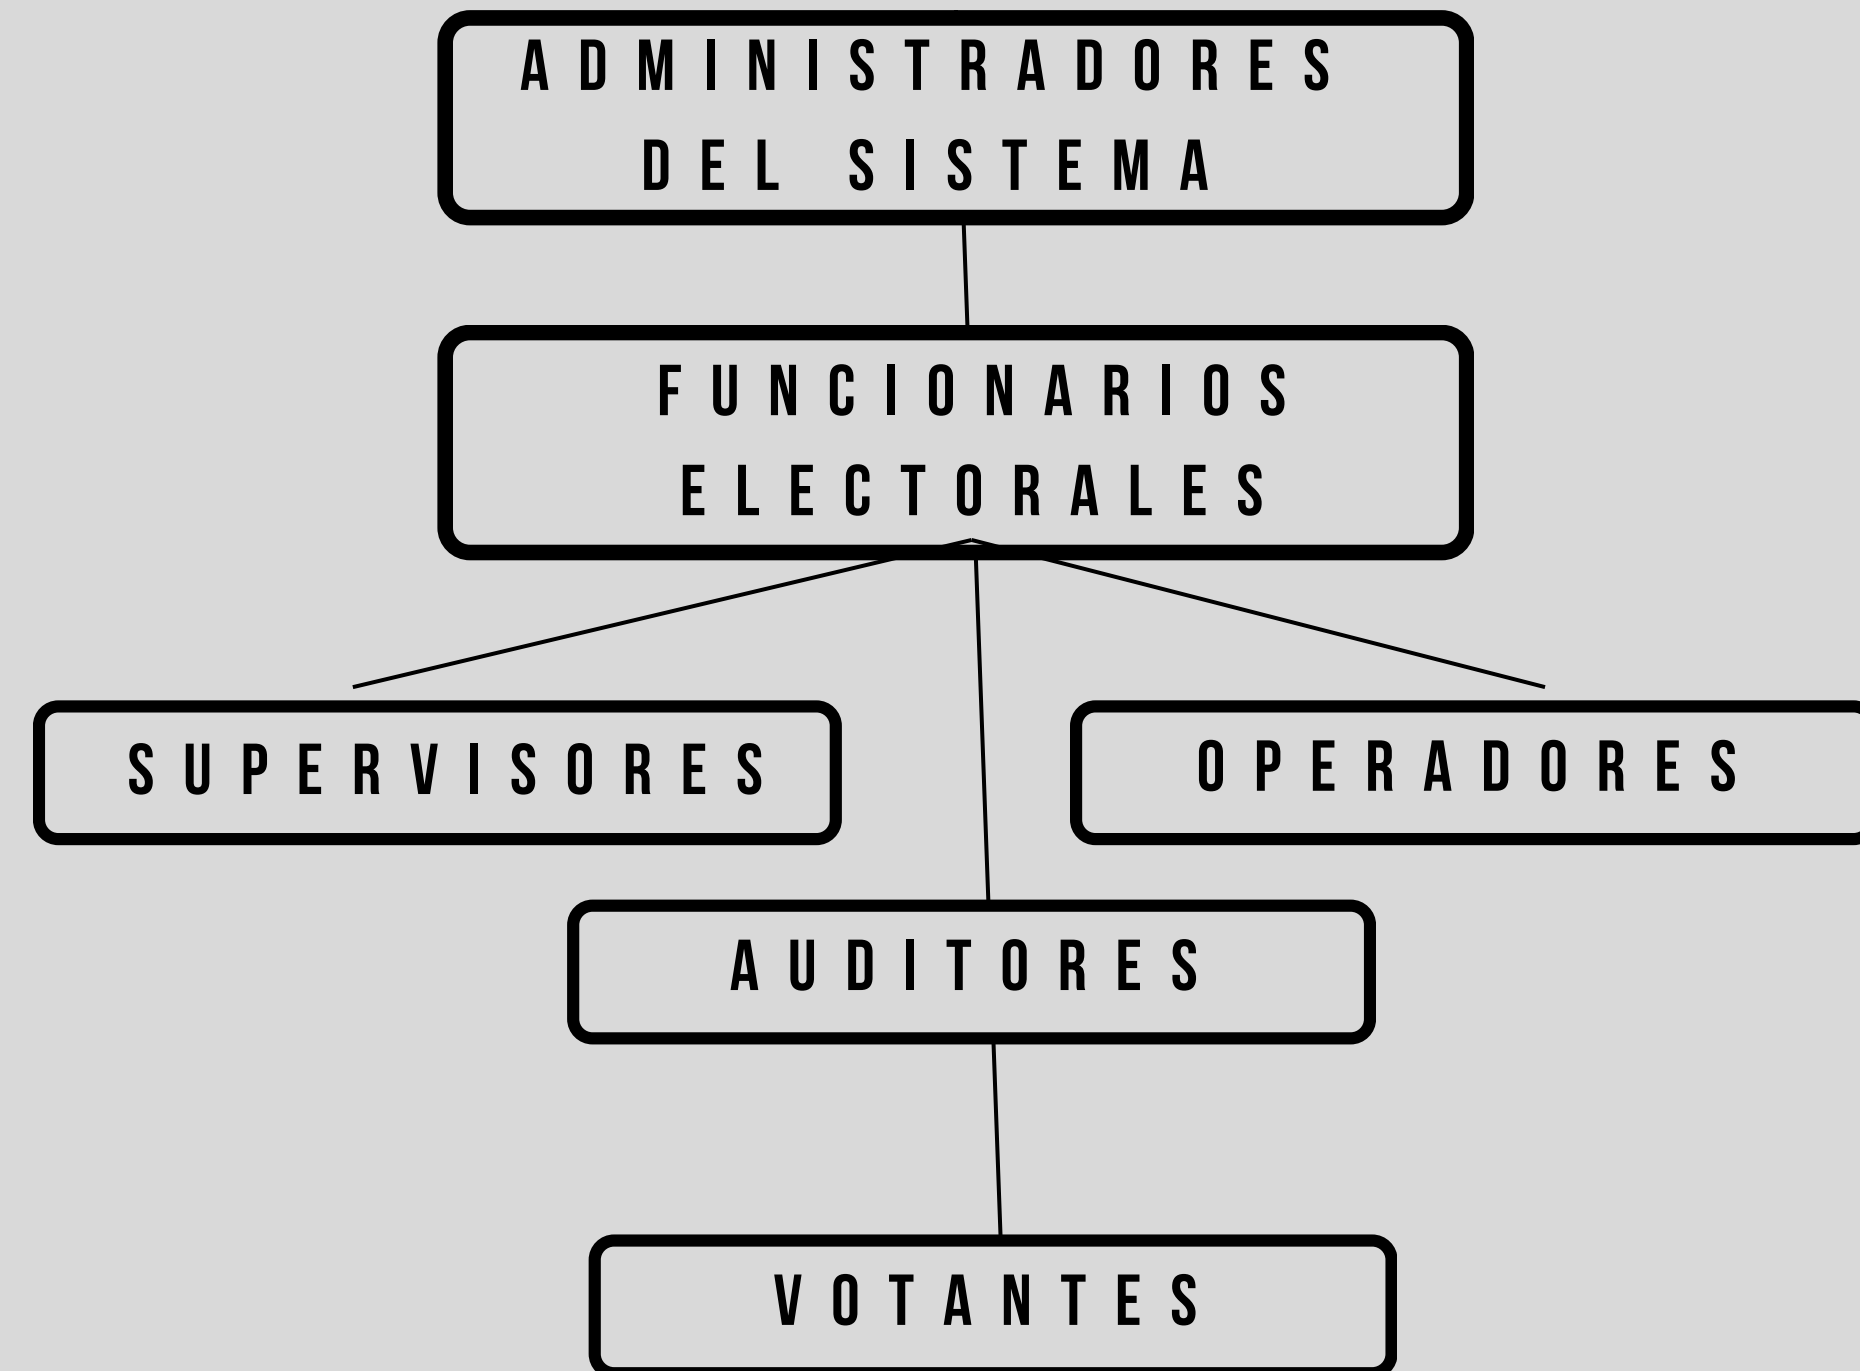 ADMINISTRADORES
DEL SISTEMA
FUNCIONARIOS
ELECTORALES
SUPERVISORES
OPERADORES
AUDITORES
VOTANTES